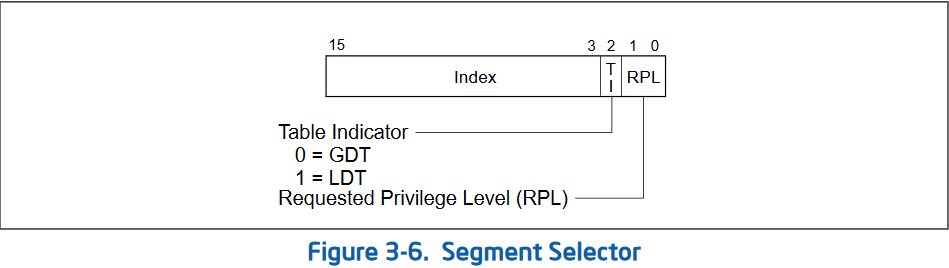 15 3 2 1 0
Index T I RPL
Table Indicator
0 = GDT
1 = LDT
Requested Privilege Level (RPL)
Figure 3-6. Segment Selector